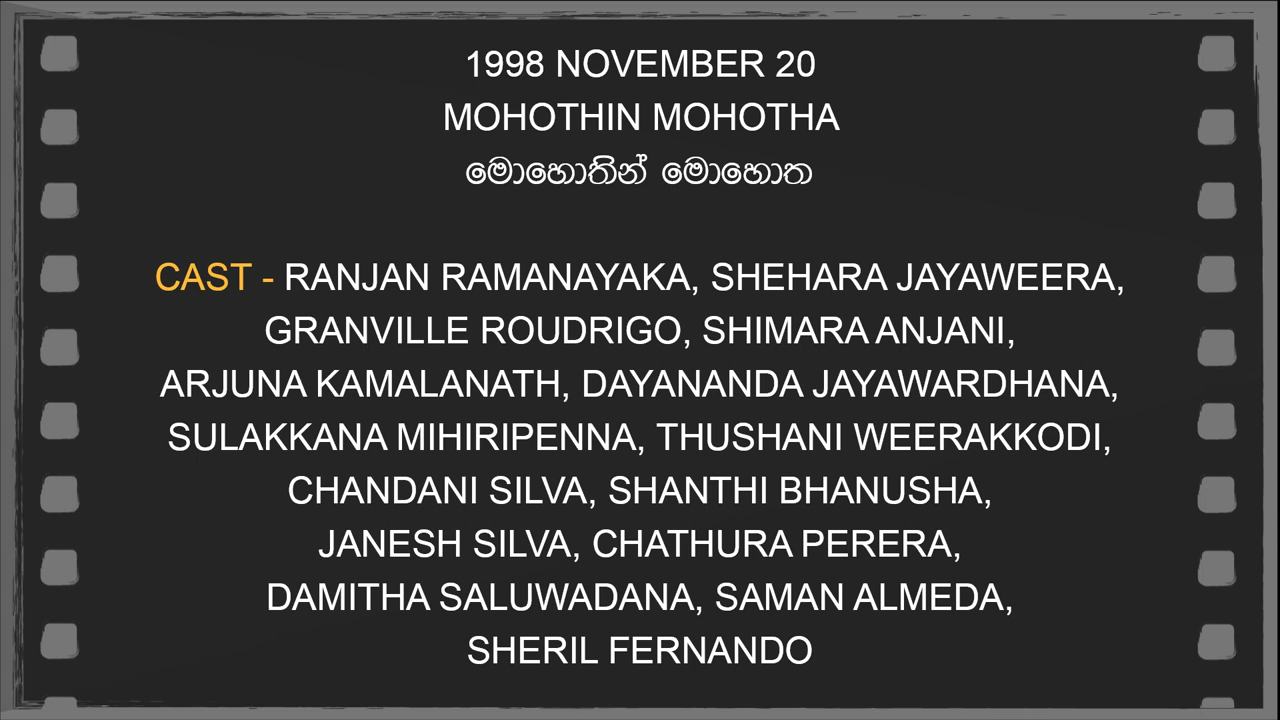 1998 NOVEMBER 20
MOHOTHIN MOHOTHA
මොහොතින් මොහොත
CAST - RANJAN RAMANAYAKA, SHEHARA JAYAWEERA,
GRANVILLE ROUDRIGO, SHIMARA ANJANI,
ARJUNA KAMALANATH, DAYANANDA JAYAWARDHANA,
SULAKKANA MIHIRIPENNA, THUSHANI WEERAKKODI,
CHANDANI SILVA, SHANTHI BHANUSHA,
JANESH SILVA, CHATHURA PERERA,
DAMITHA SALUWADANA, SAMAN ALMEDA,
SHERIL FERNANDO